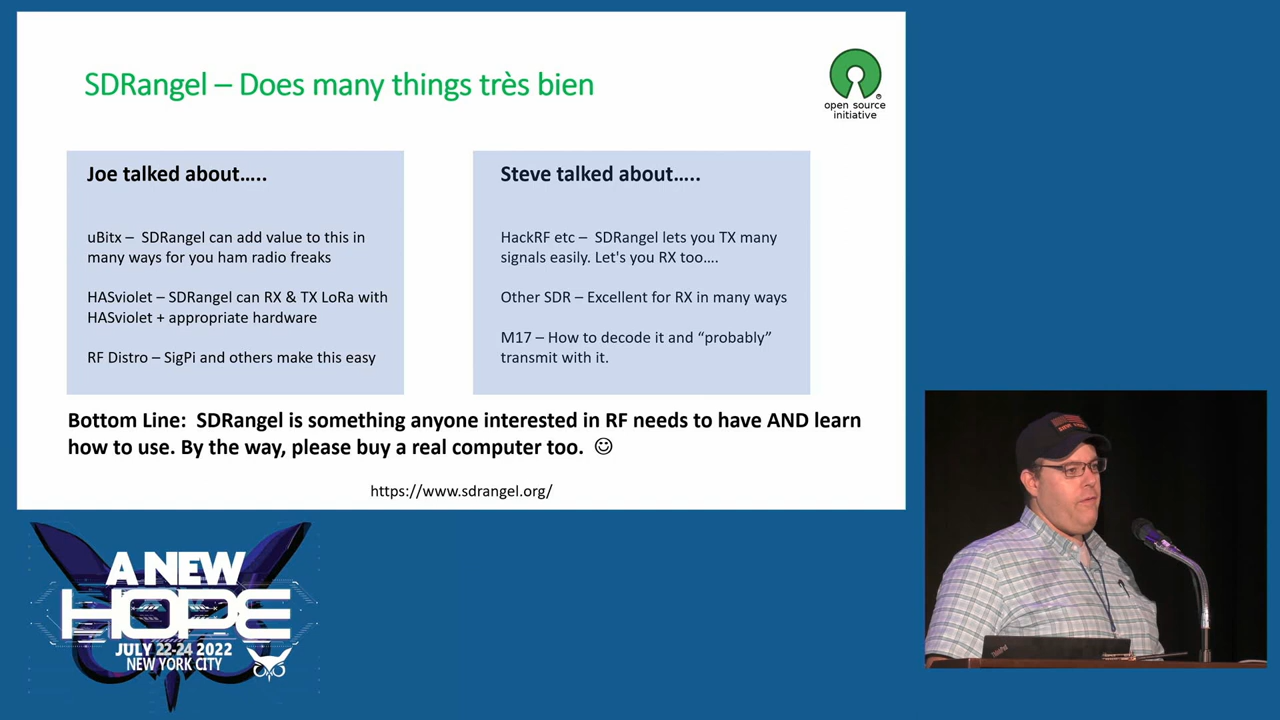 SDRangel – Does many things très bien
open source
initiative
Joe talked about…..
uBitx – SDRangel can add value to this in
many ways for you ham radio freaks
HASviolet – SDRangel can RX & TX LoRa with
HASviolet + appropriate hardware
RF Distro – SigPi and others make this easy
Steve talked about…..
HackRF etc – SDRangel lets you TX many
signals easily. Let's you RX too….
Other SDR – Excellent for RX in many ways
M17 – How to decode it and “probably”
transmit with it.
Bottom Line: SDRangel is something anyone interested in RF needs to have AND learn
how to use. By the way, please buy a real computer too. ☺
https://www.sdrangel.org/
A NEW
HOPE
JULY 22-24 2022
NEW YORK CITY
ThinkPad